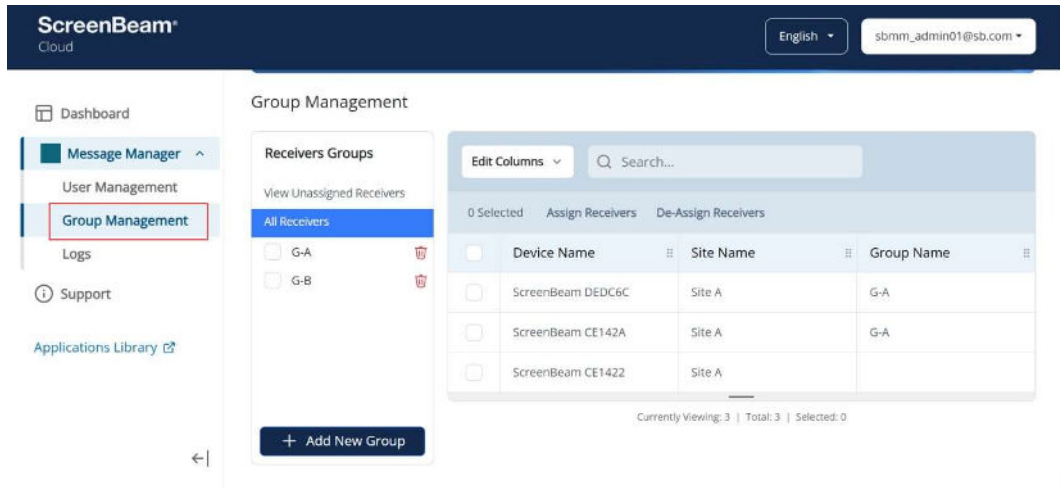 ScreenBeam®
Cloud
English
sbmm_admin01@sb.com
Dashboard
Message Manager
User Management
Group Management
Logs
Support
Applications Library
Group Management
Receivers Groups
View Unassigned Receivers
All Receivers
G-A
G-B
+ Add New Group
Edit Columns
Search...
0 Selected Assign Receivers De-Assign Receivers
Device Name Site Name Group Name
ScreenBeam DEDC6C Site A G-A
ScreenBeam CE142A Site A G-A
ScreenBeam CE1422 Site A
Currently Viewing: 3 | Total: 3 | Selected: 0